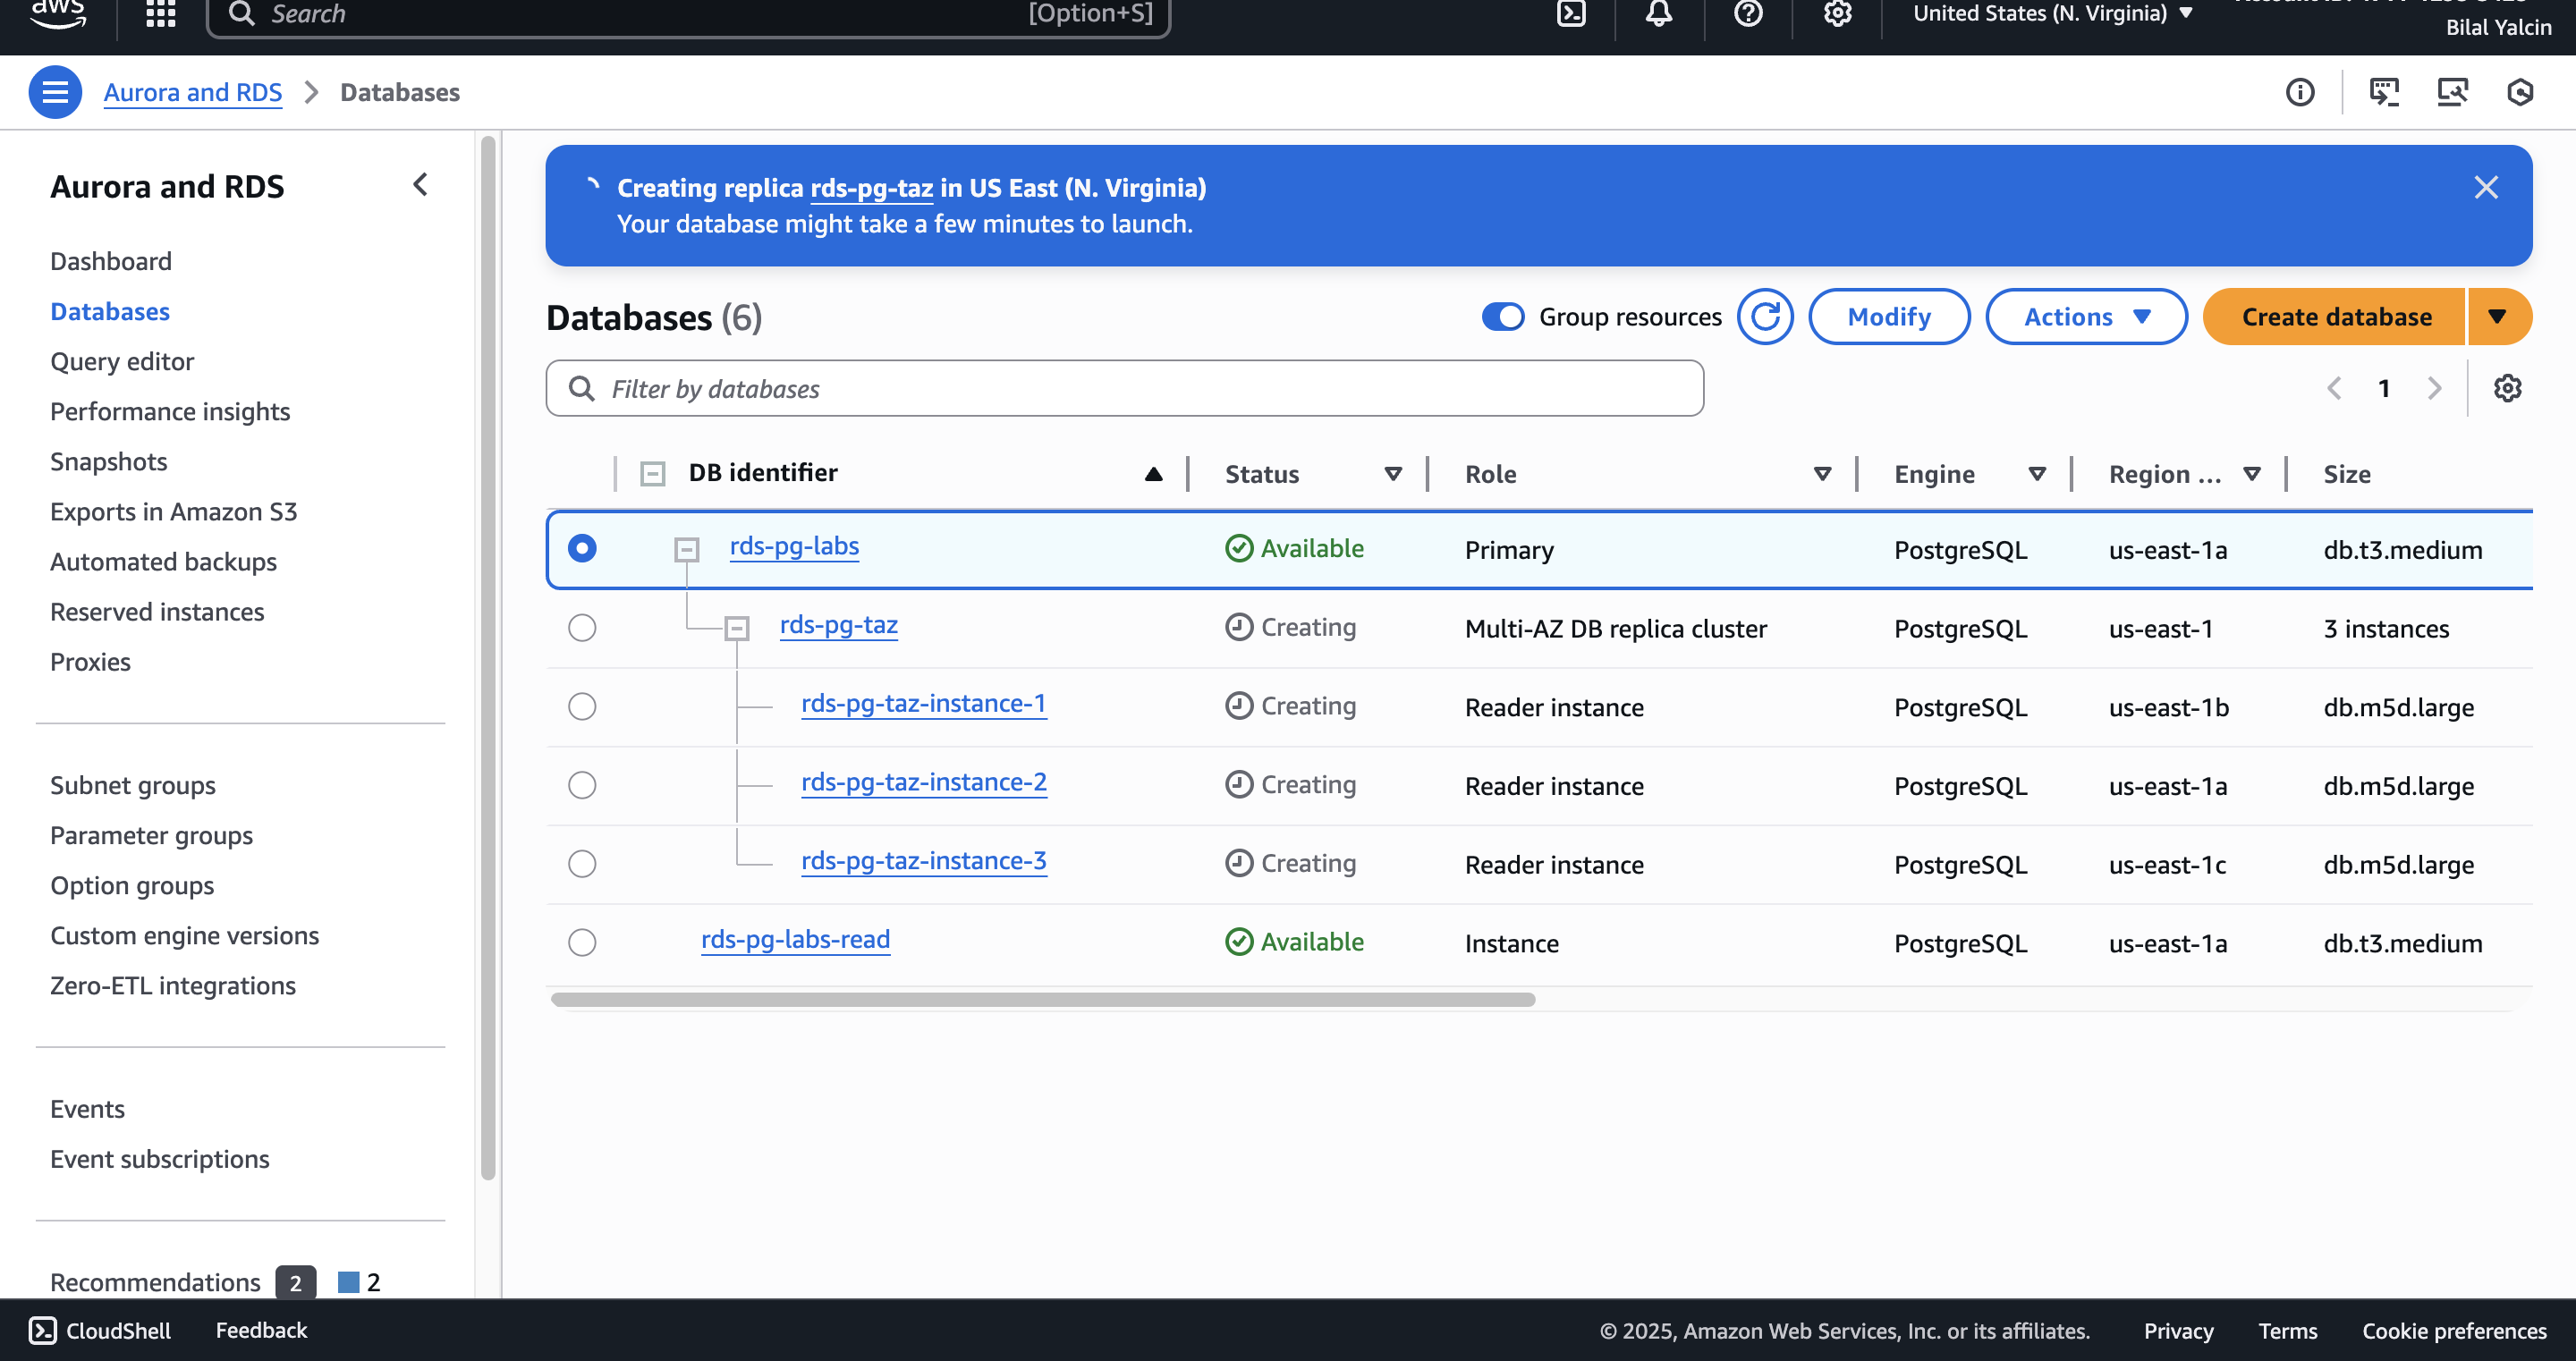 aws
Search
[Option+S]
United States (N. Virginia)
Bilal Yalcin
Aurora and RDS
Databases
Aurora and RDS
Dashboard
Databases
Query editor
Performance insights
Snapshots
Exports in Amazon S3
Automated backups
Reserved instances
Proxies
Subnet groups
Parameter groups
Option groups
Custom engine versions
Zero-ETL integrations
Events
Event subscriptions
Recommendations 2 2
Creating replica rds-pg-taz in US East (N. Virginia)
Your database might take a few minutes to launch.
Databases (6)
Group resources
Modify
Actions
Create database
Filter by databases
1
DB identifier Status Role Engine Region ... Size
rds-pg-labs Available Primary PostgreSQL us-east-1a db.t3.medium
rds-pg-taz Creating Multi-AZ DB replica cluster PostgreSQL us-east-1 3 instances
rds-pg-taz-instance-1 Creating Reader instance PostgreSQL us-east-1b db.m5d.large
rds-pg-taz-instance-2 Creating Reader instance PostgreSQL us-east-1a db.m5d.large
rds-pg-taz-instance-3 Creating Reader instance PostgreSQL us-east-1c db.m5d.large
rds-pg-labs-read Available Instance PostgreSQL us-east-1a db.t3.medium
CloudShell
Feedback
© 2025, Amazon Web Services, Inc. or its affiliates.
Privacy
Terms
Cookie preferences